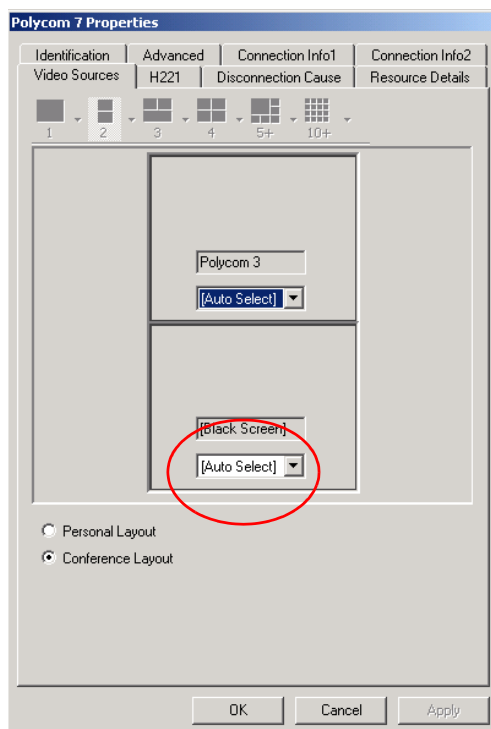 Polycom 7 Properties
Identification Advanced Connection Info1 Connection Info2
Video Sources H221 Disconnection Cause Resource Details
1 2 3 4 5+ 10+
Polycom 3
[Auto Select]
[Black Screen]
[Auto Select]
Personal Layout
Conference Layout
OK Cancel Apply